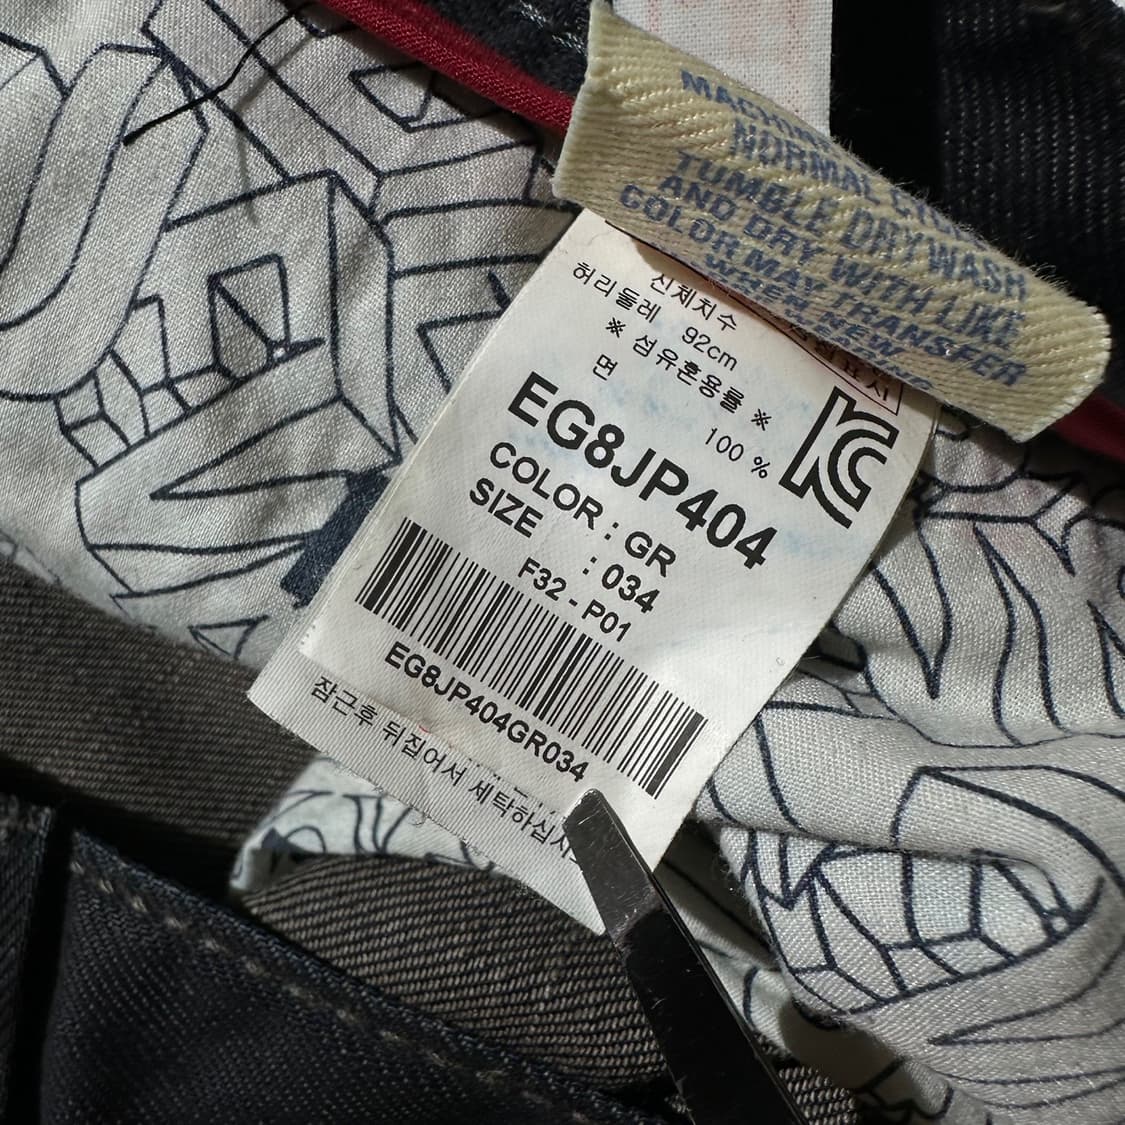 MACHINE
NORMAL CYCLE
TUMBLE DRY WASH
AND DRY WITH LIKE
COLOR MAY TRANSFER
WHEN NEW
신체치수
허리둘레 92cm
※ 섬유혼용률 ※
면 100 %
EG8JP404
COLOR : GR
SIZE : 034
F32 - P01
EG8JP404GR034
잠근후 뒤집어서 세탁하십시